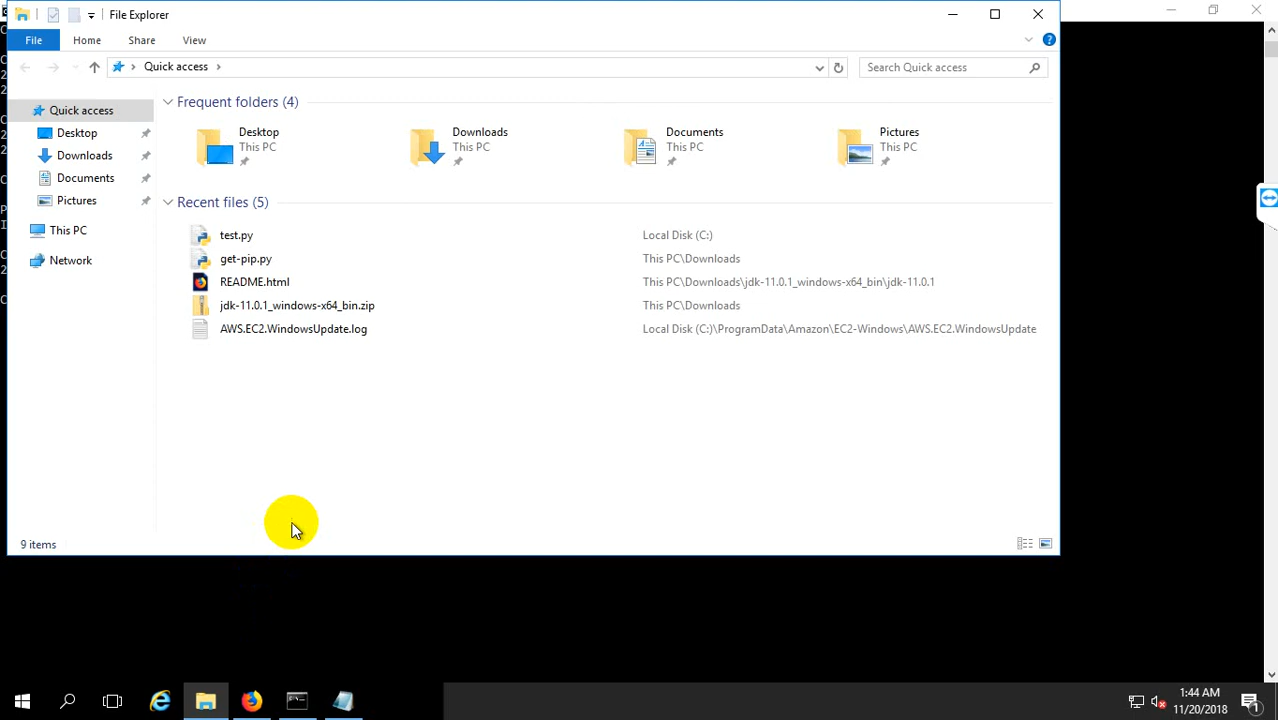 File Explorer
File Home Share View
Quick access
Search Quick access
Quick access
Desktop
Downloads
Documents
Pictures
This PC
Network
Frequent folders (4)
Desktop
This PC
Downloads
This PC
Documents
This PC
Pictures
This PC
Recent files (5)
test.py Local Disk (C:)
get-pip.py This PC\Downloads
README.html This PC\Downloads\jdk-11.0.1_windows-x64_bin\jdk-11.0.1
jdk-11.0.1_windows-x64_bin.zip This PC\Downloads
AWS.EC2.WindowsUpdate.log Local Disk (C:)\ProgramData\Amazon\EC2-Windows\AWS.EC2.WindowsUpdate
9 items
1:44 AM
11/20/2018
1